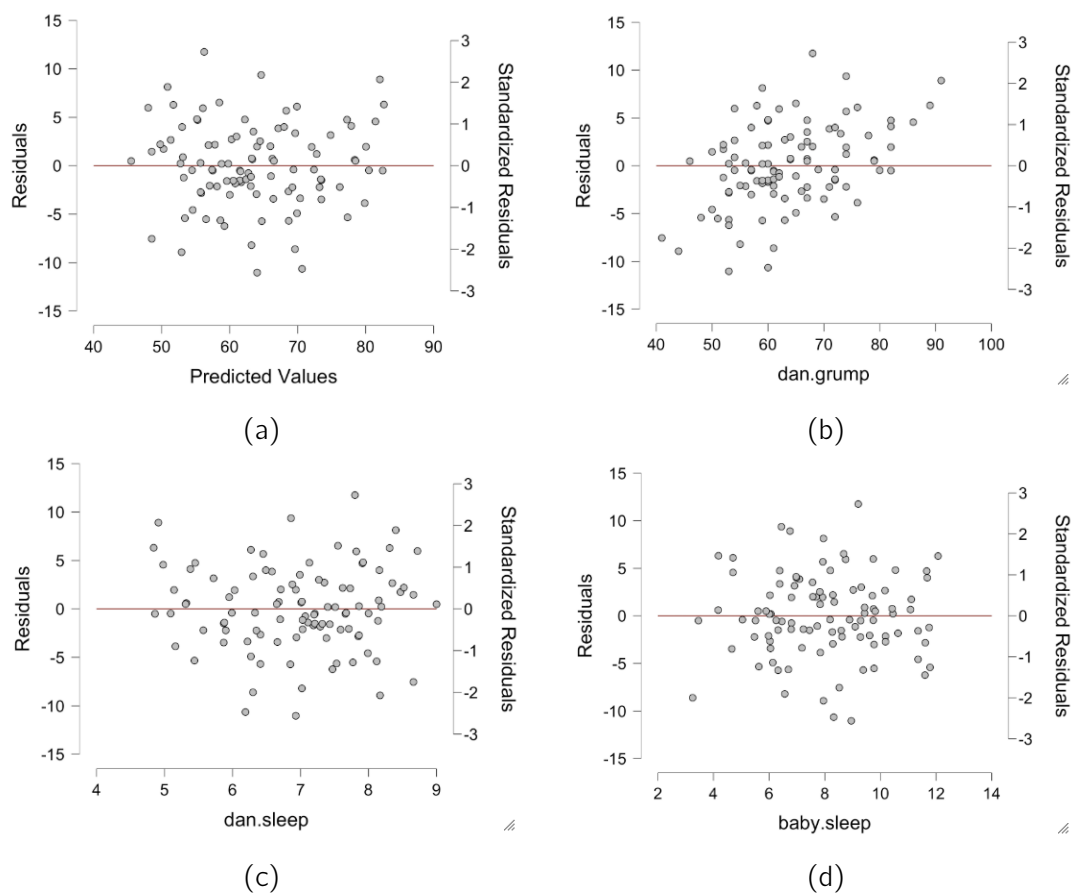 15
10
5
0
-5
-10
-15
Residuals
3
2
1
0
-1
-2
-3
Standardized Residuals
40 50 60 70 80 90
Predicted Values
(a)
15
10
5
0
-5
-10
-15
Residuals
3
2
1
0
-1
-2
-3
Standardized Residuals
40 50 60 70 80 90 100
dan.grump
(b)
15
10
5
0
-5
-10
-15
Residuals
3
2
1
0
-1
-2
-3
Standardized Residuals
4 5 6 7 8 9
dan.sleep
(c)
15
10
5
0
-5
-10
-15
Residuals
3
2
1
0
-1
-2
-3
Standardized Residuals
2 4 6 8 10 12 14
baby.sleep
(d)